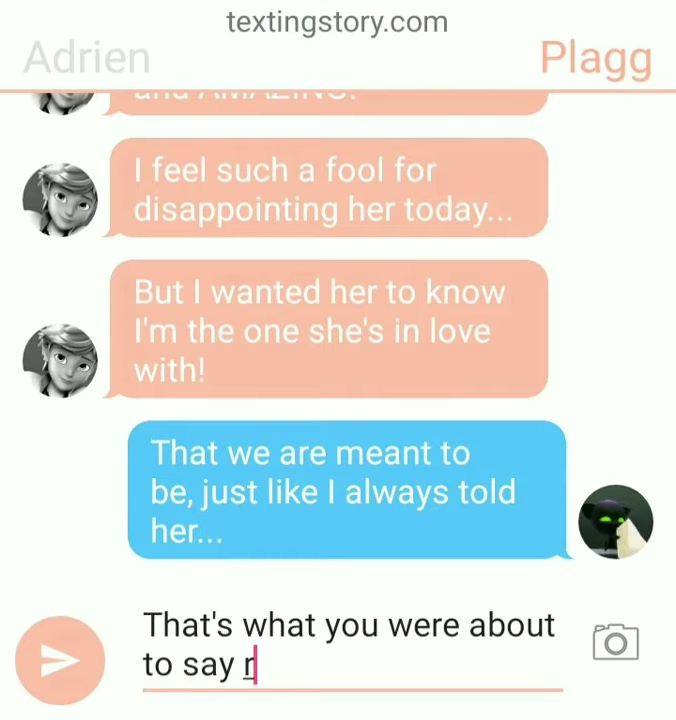 textingstory.com
Adrien
Plagg
and AMAZING!
I feel such a fool for
disappointing her today...
But I wanted her to know
I'm the one she's in love
with!
That we are meant to
be, just like I always told
her...
That's what you were about
to say r